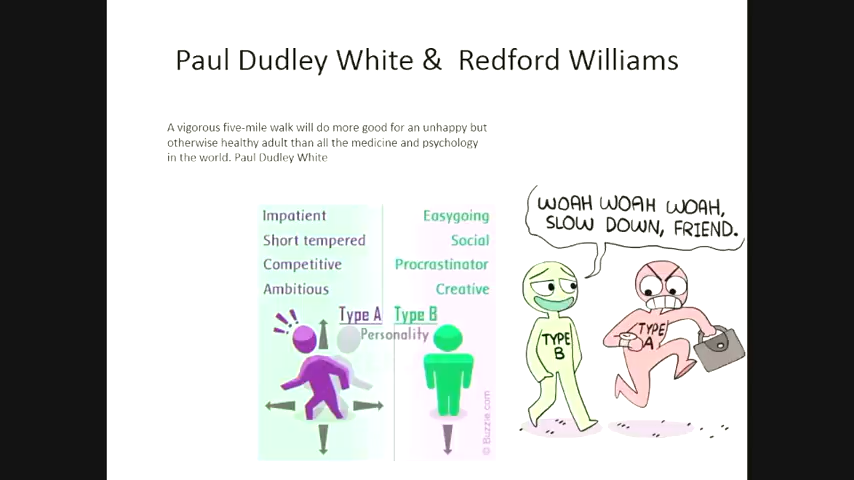 Paul Dudley White & Redford Williams
A vigorous five-mile walk will do more good for an unhappy but
otherwise healthy adult than all the medicine and psychology
in the world. Paul Dudley White
Impatient
Short tempered
Competitive
Ambitious
Easygoing
Social
Procrastinator
Creative
Type A Type B
Personality
© Buzzle.com
WOAH WOAH WOAH,
SLOW DOWN, FRIEND.
TYPE
B
TYPE
A